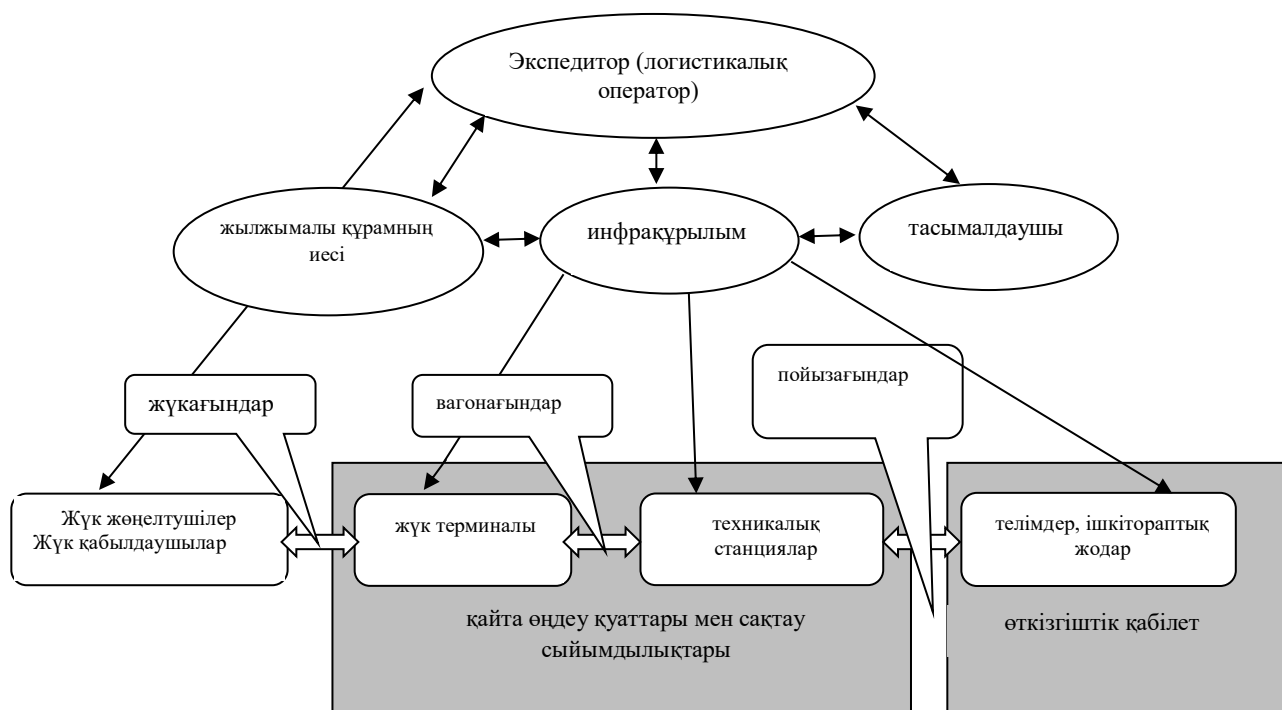 Экспедитор (логистикалық
оператор)
жылжымалы құрамның
иесі
инфрақұрылым
тасымалдаушы
жүкағындар
вагонағындар
пойызағындар
Жүк жөңелтушілер
Жүк қабылдаушылар
жүк терминалы
техникалық
станциялар
телімдер, ішкітораптық
жодар
қайта өңдеу қуаттары мен сақтау
сыйымдылықтары
өткізгіштік қабілет